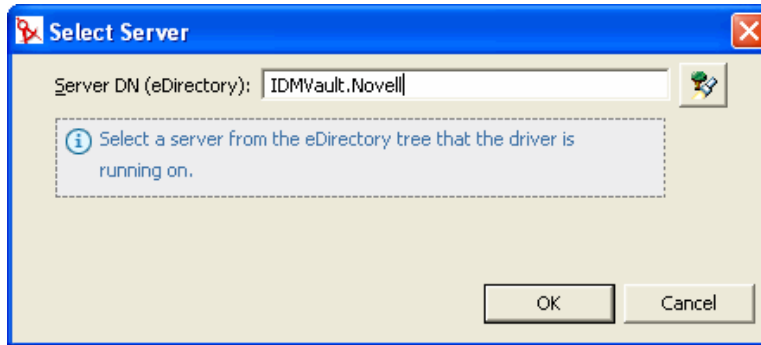 Select Server
Server DN (eDirectory): IDMVault.Novell
Select a server from the eDirectory tree that the driver is
running on.
OK Cancel